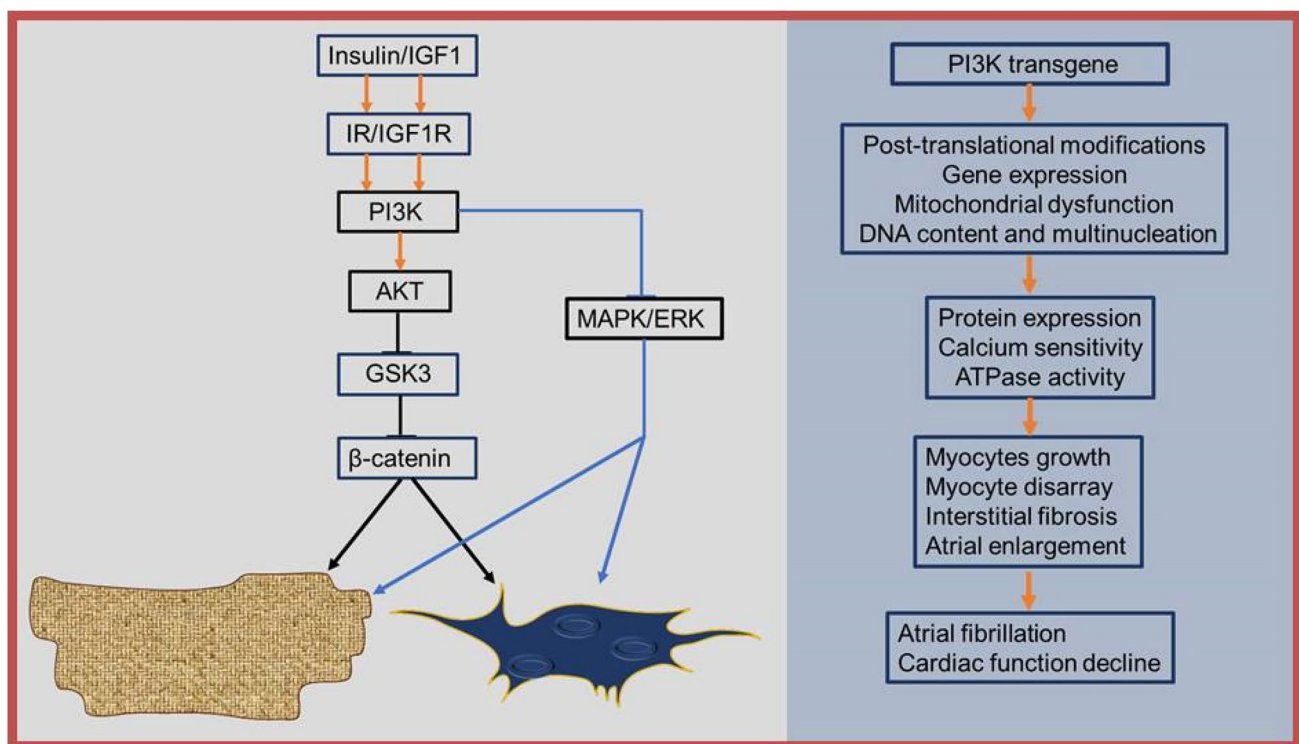 Insulin/IGF1
IR/IGF1R
PI3K
AKT
MAPK/ERK
GSK3
β-catenin
PI3K transgene
Post-translational modifications
Gene expression
Mitochondrial dysfunction
DNA content and multinucleation
Protein expression
Calcium sensitivity
ATPase activity
Myocytes growth
Myocyte disarray
Interstitial fibrosis
Atrial enlargement
Atrial fibrillation
Cardiac function decline